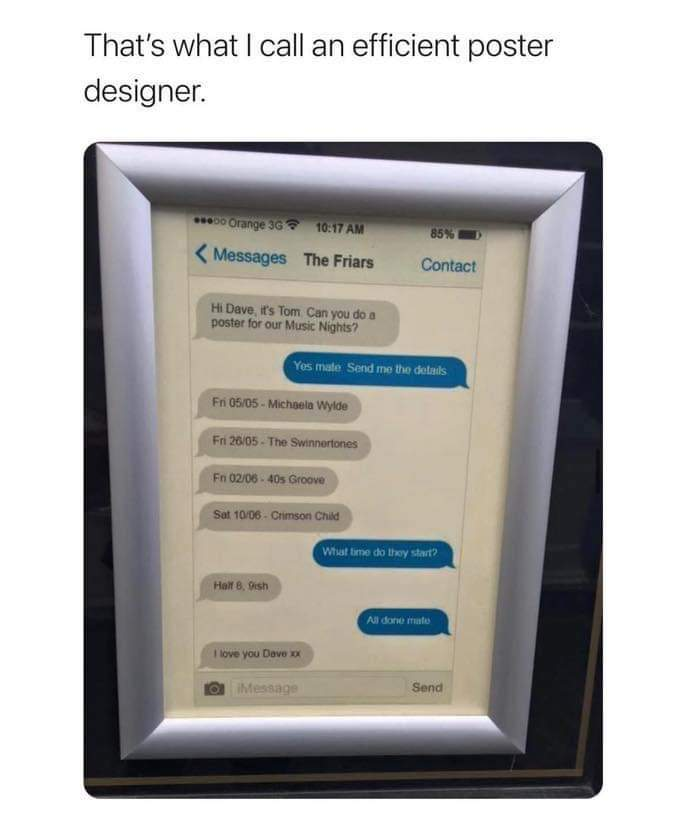 That's what I call an efficient poster
designer.
Orange 3G 10:17 AM 85%
Messages The Friars Contact
Hi Dave, it's Tom. Can you do a
poster for our Music Nights?
Yes mate Send me the details
Fri 05/05 - Michaela Wylde
Fri 26/05 - The Swinnertones
Fri 02/06 - 40s Groove
Sat 10/06 - Crimson Child
What time do they start?
Half 8, 9ish
All done mate
I love you Dave xx
iMessage Send